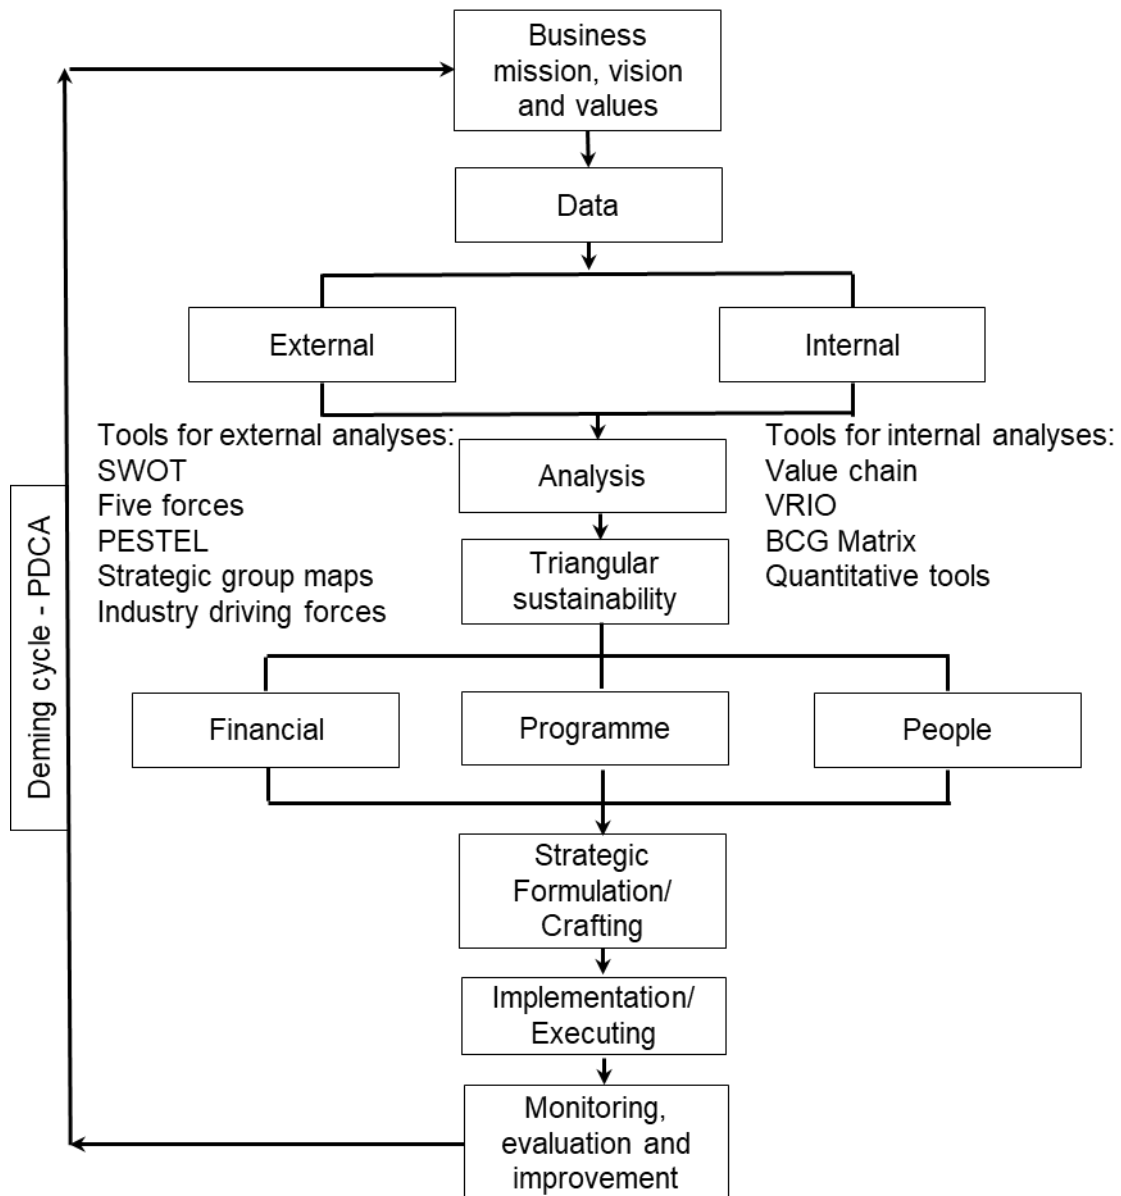 Business
mission, vision
and values
Data
External
Internal
Tools for external analyses:
SWOT
Five forces
PESTEL
Strategic group maps
Industry driving forces
Analysis
Tools for internal analyses:
Value chain
VRIO
BCG Matrix
Quantitative tools
Triangular
sustainability
Deming cycle - PDCA
Financial
Programme
People
Strategic
Formulation/
Crafting
Implementation/
Executing
Monitoring,
evaluation and
improvement